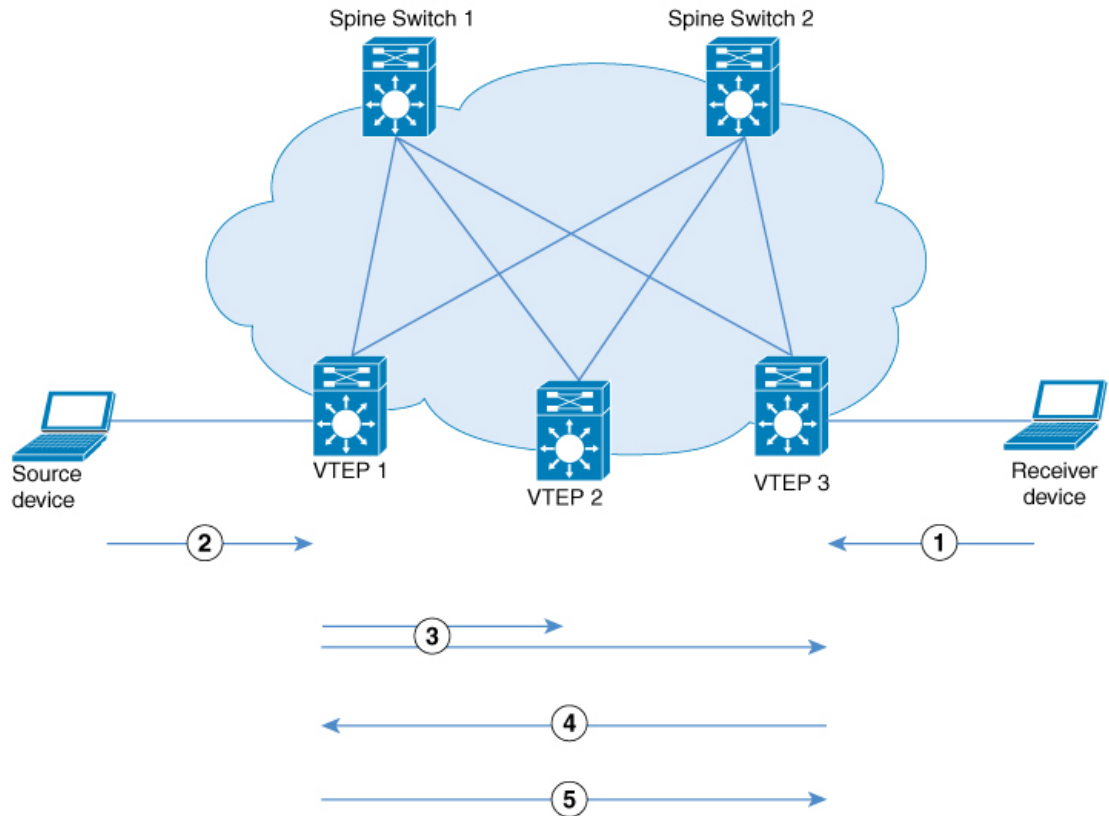 Spine Switch 1
Spine Switch 2
Source
device
VTEP 1
VTEP 2
VTEP 3
Receiver
device
2
1
3
4
5